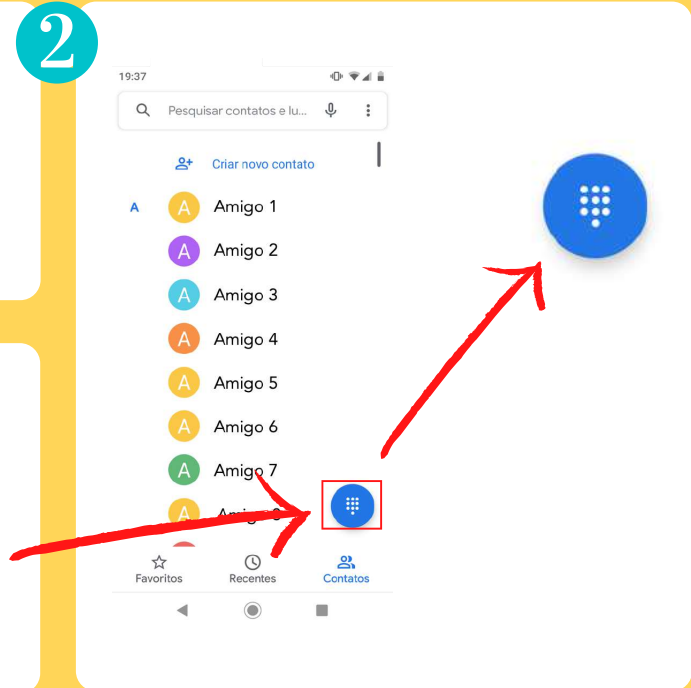 2
19:37
Pesquisar contatos e lu...
Criar novo contato
A
A Amigo 1
A Amigo 2
A Amigo 3
A Amigo 4
A Amigo 5
A Amigo 6
A Amigo 7
A
Favoritos Recentes Contatos